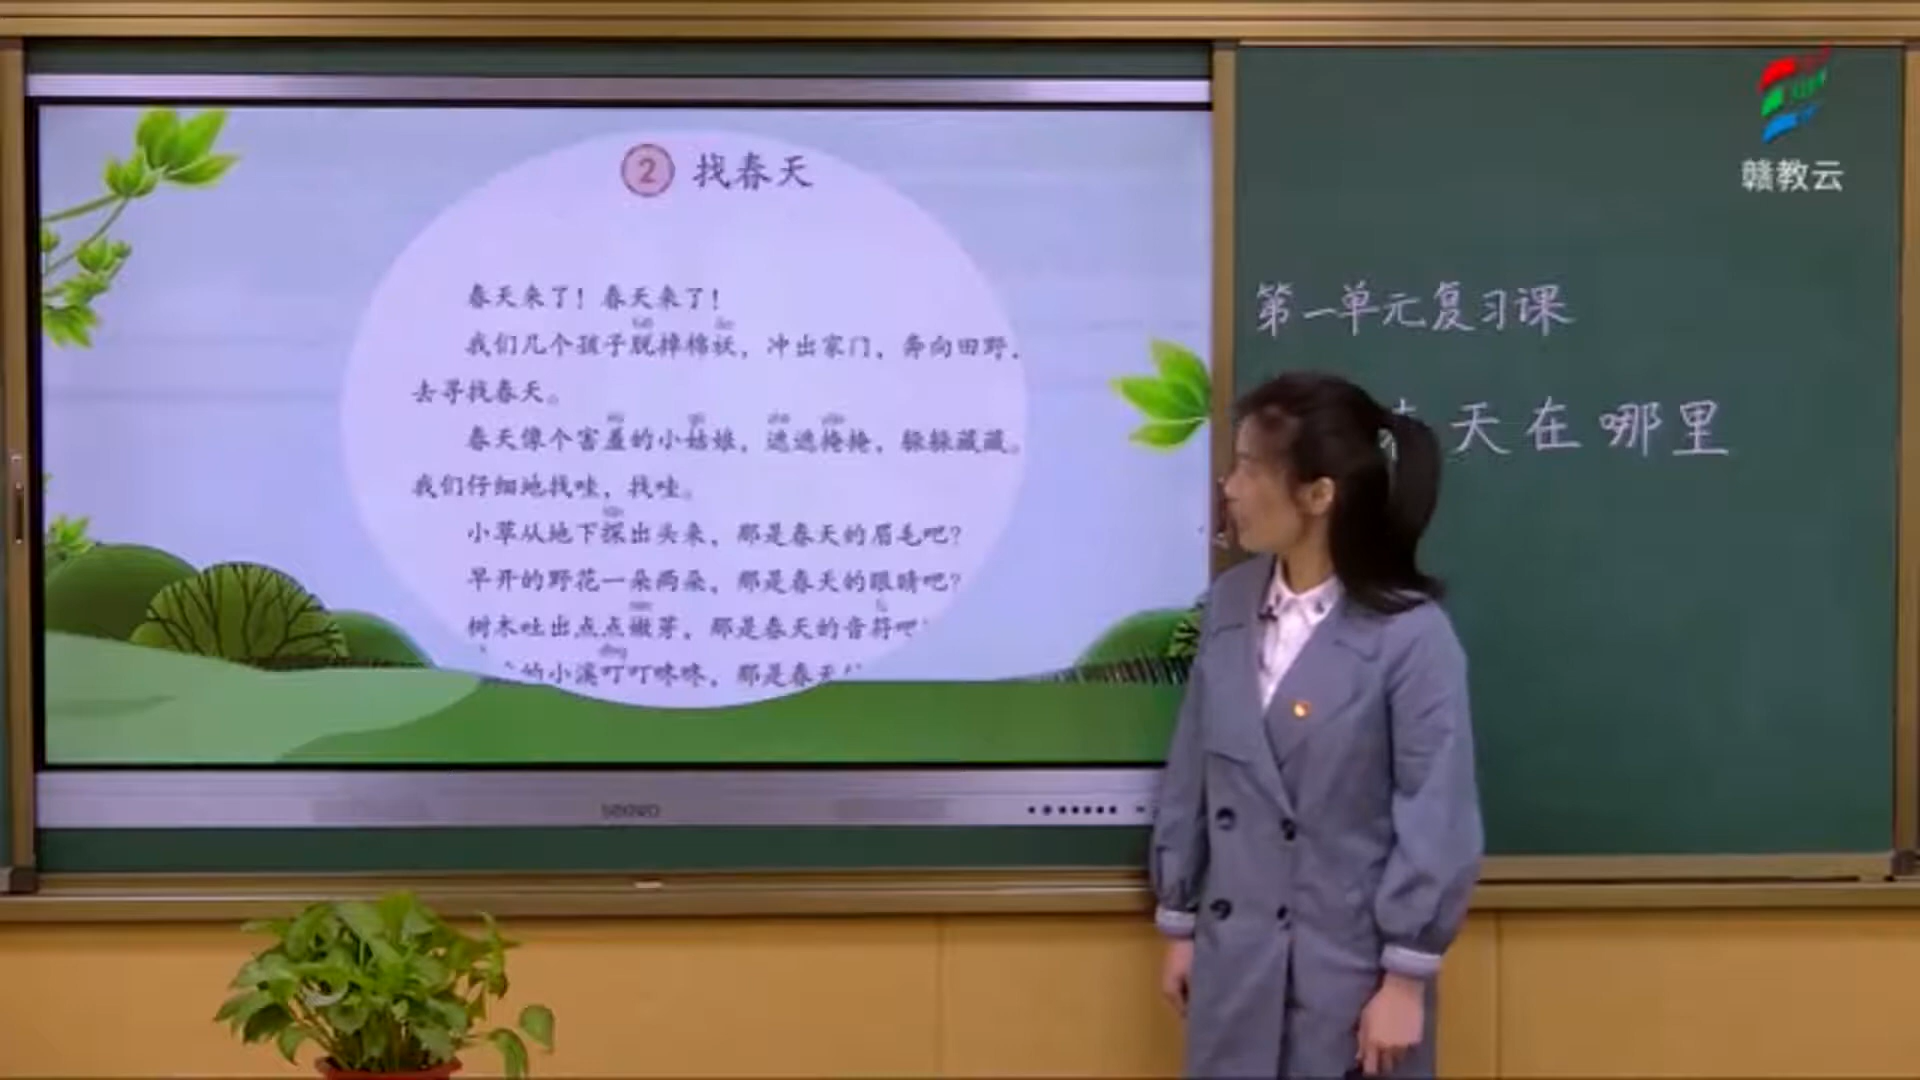 2 找春天
春天来了！春天来了！
我们几个孩子脱掉棉袄，冲出家门，奔向田野，
去寻找春天。
春天像个害羞的小姑娘，遮遮掩掩，躲躲藏藏。
我们仔细地找哇，找哇。
小草从地下探出头来，那是春天的眉毛吧？
早开的野花一朵两朵，那是春天的眼睛吧？
树木吐出点点嫩芽，那是春天的音符吧
的小溪叮叮咚咚，那是春天
赣教云
第一单元复习课
天在哪里